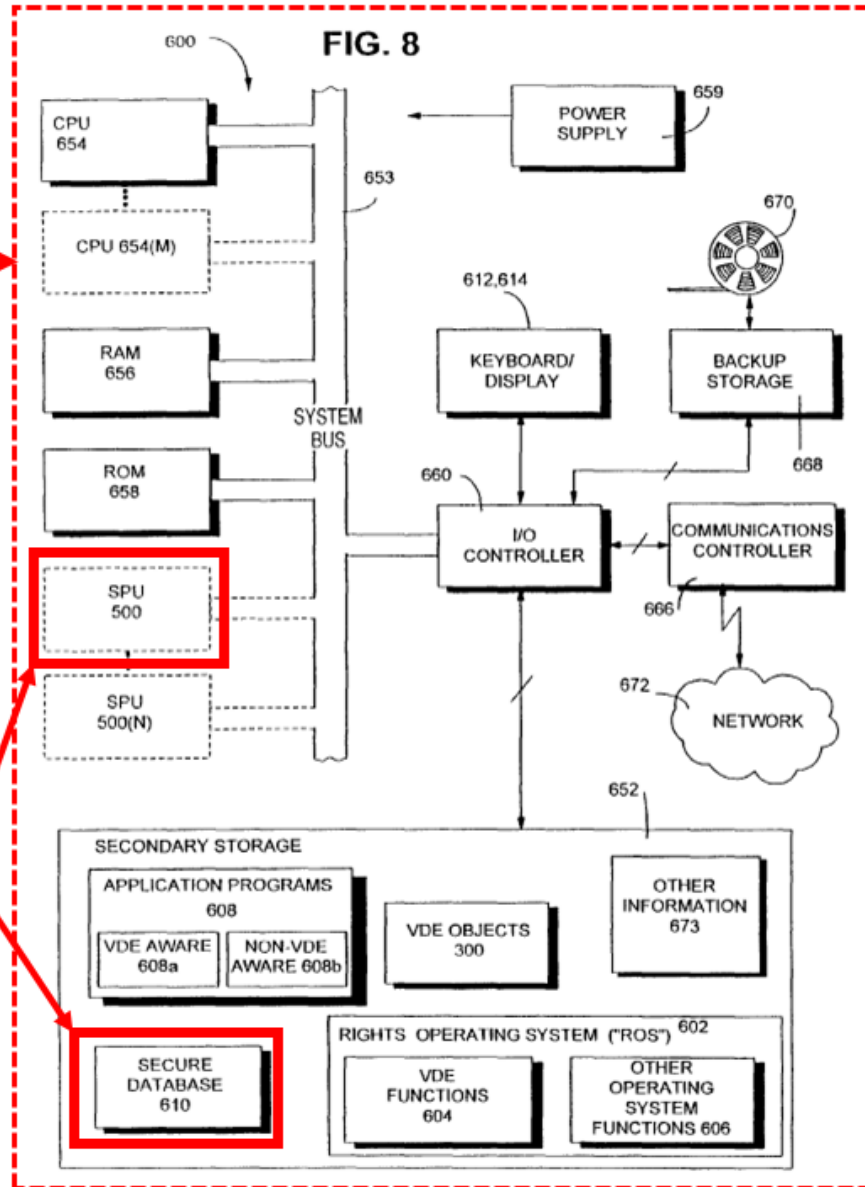 FIG. 8
600
CPU
654
CPU 654(M)
RAM
656
ROM
658
SPU
500
SPU
500(N)
SYSTEM
BUS
653
POWER
SUPPLY
659
670
612,614
KEYBOARD/
DISPLAY
BACKUP
STORAGE
668
660
I/O
CONTROLLER
COMMUNICATIONS
CONTROLLER
666
672
NETWORK
652
SECONDARY STORAGE
APPLICATION PROGRAMS
608
VDE AWARE
608a
NON-VDE
AWARE 608b
VDE OBJECTS
300
OTHER
INFORMATION
673
SECURE
DATABASE
610
RIGHTS OPERATING SYSTEM ("ROS") 602
VDE
FUNCTIONS
604
OTHER
OPERATING
SYSTEM
FUNCTIONS 606